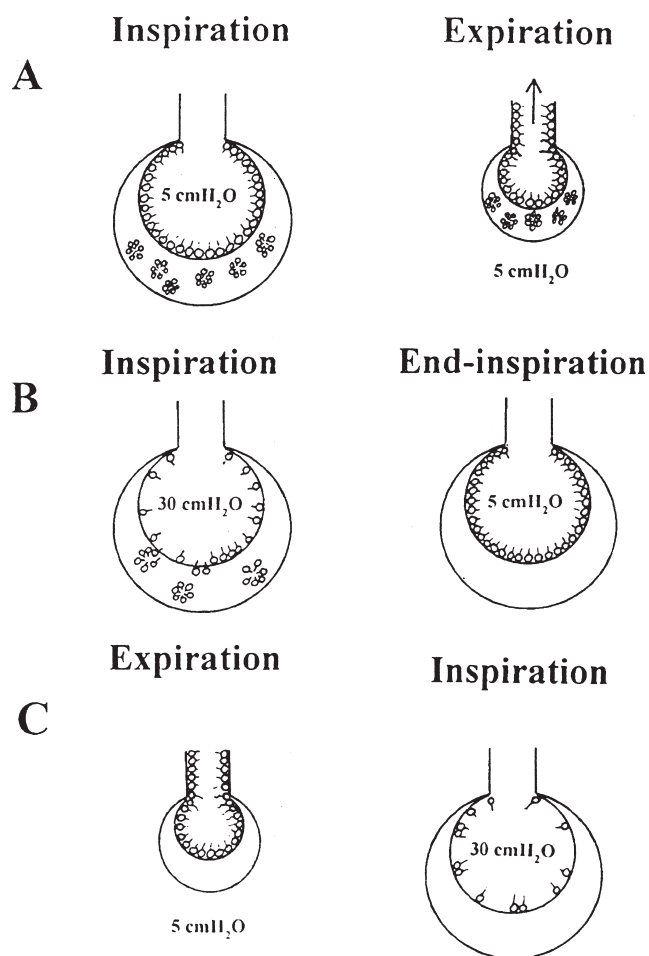 Inspiration
Expiration
A
5 cmH₂O
5 cmH₂O
Inspiration
End-inspiration
B
30 cmH₂O
5 cmH₂O
Expiration
Inspiration
C
5 cmH₂O
30 cmH₂O